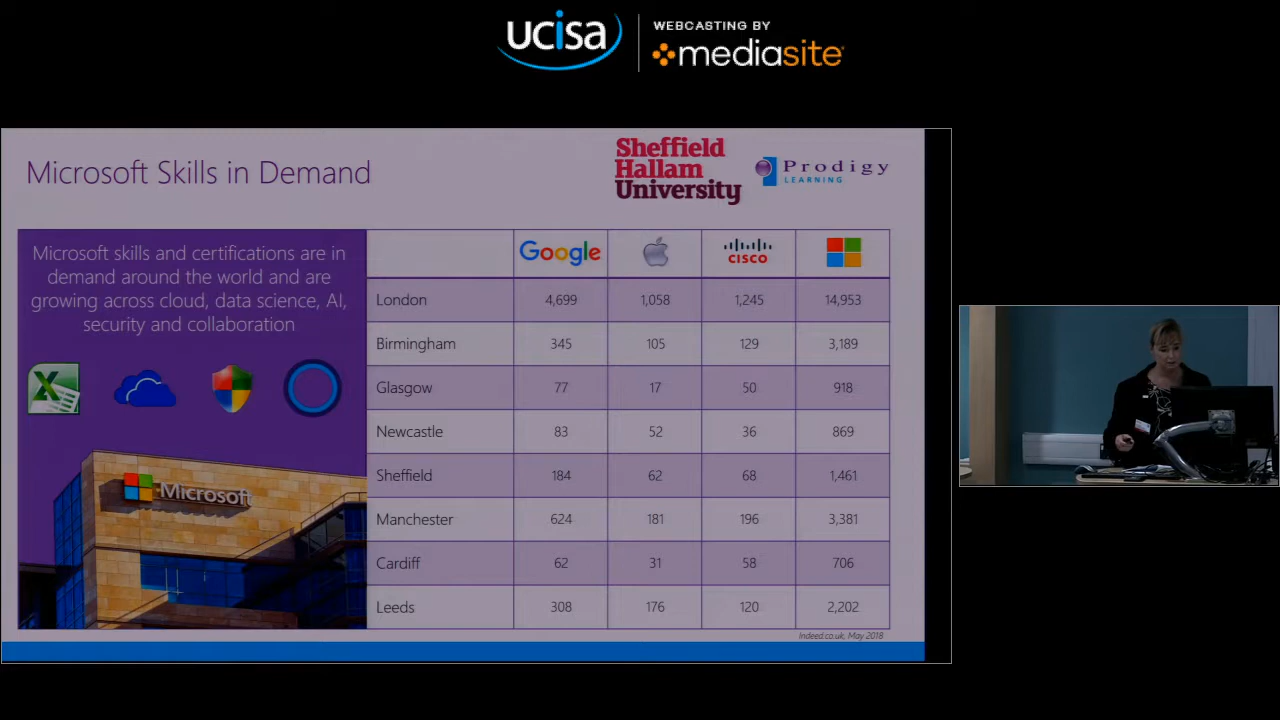 ucisa
WEBCASTING BY
mediasite
Microsoft Skills in Demand
Sheffield
Hallam
University
Prodigy
LEARNING
Microsoft skills and certifications are in
demand around the world and are
growing across cloud, data science, AI,
security and collaboration
Microsoft
Google CISCO
London 4,699 1,058 1,245 14,953
Birmingham 345 105 129 3,189
Glasgow 77 17 50 918
Newcastle 83 52 36 869
Sheffield 184 62 68 1,461
Manchester 624 181 196 3,381
Cardiff 62 31 58 706
Leeds 308 176 120 2,202
Indeed.co.uk, May 2018